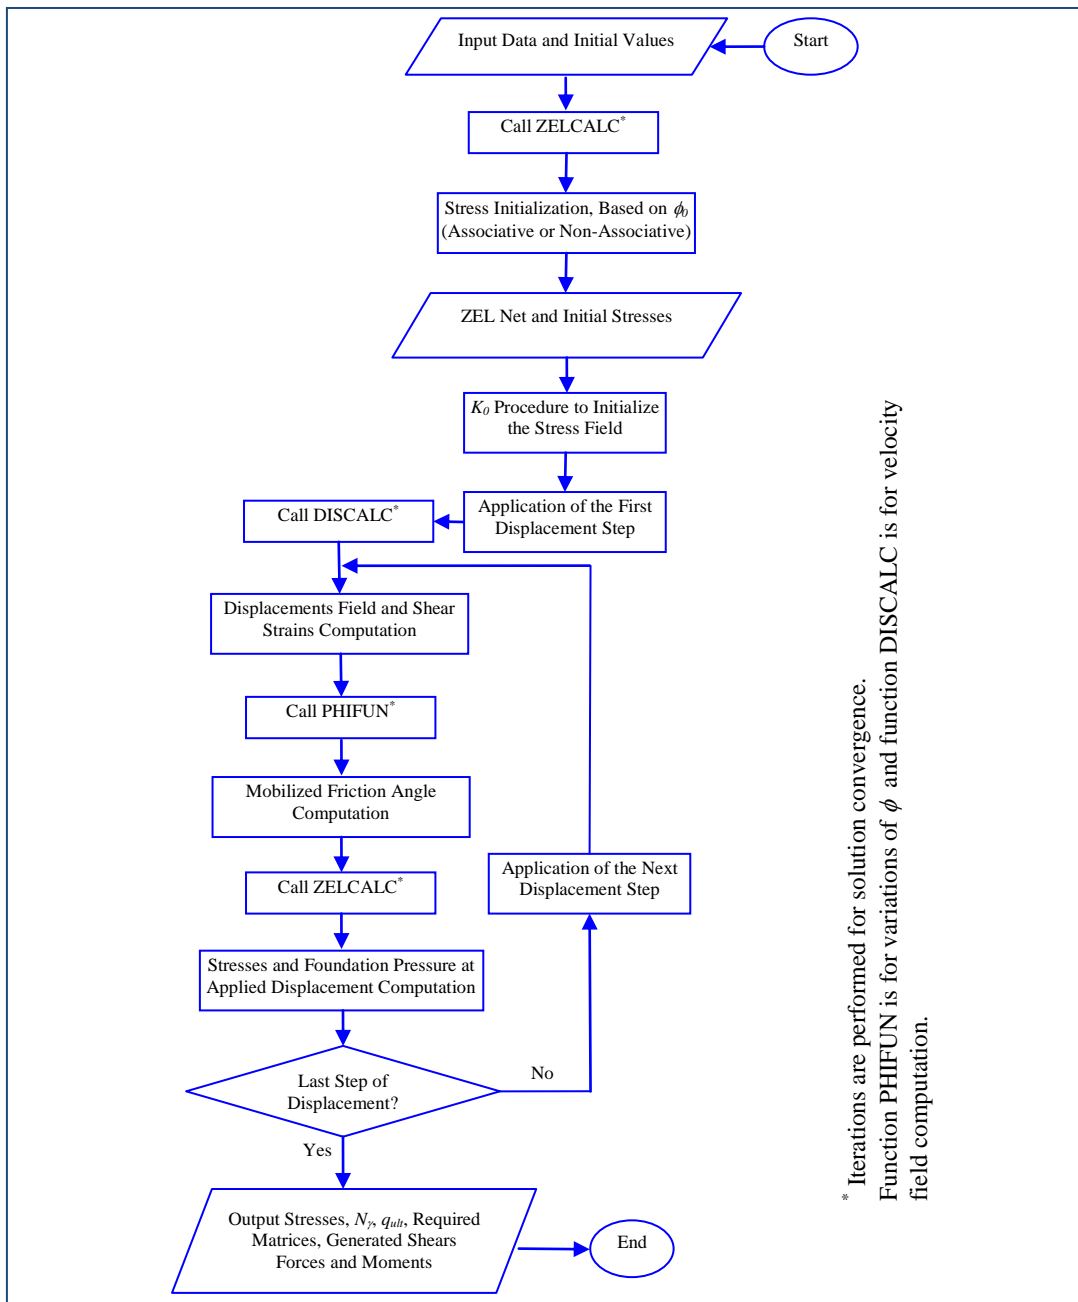 Start
Input Data and Initial Values
Call ZELCALC*
Stress Initialization, Based on ϕ0
(Associative or Non-Associative)
ZEL Net and Initial Stresses
K0 Procedure to Initialize
the Stress Field
Application of the First
Displacement Step
Call DISCALC*
Displacements Field and Shear
Strains Computation
Call PHIFUN*
Mobilized Friction Angle
Computation
Call ZELCALC*
Application of the Next
Displacement Step
Stresses and Foundation Pressure at
Applied Displacement Computation
Last Step of
Displacement?
No
Yes
Output Stresses, Nγ, qult, Required
Matrices, Generated Shears
Forces and Moments
End
* Iterations are performed for solution convergence.
Function PHIFUN is for variations of ϕ and function DISCALC is for velocity
field computation.